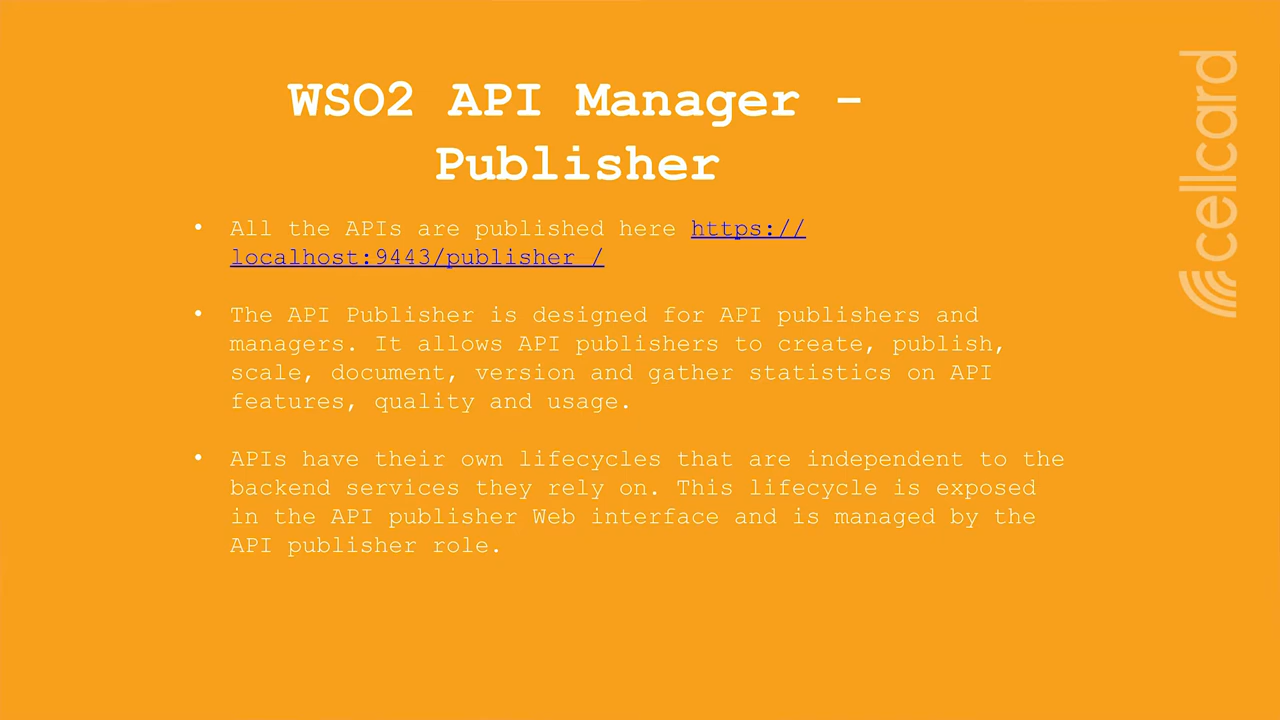 WSO2 API Manager -
Publisher
• All the APIs are published here https://
localhost:9443/publisher /
• The API Publisher is designed for API publishers and
managers. It allows API publishers to create, publish,
scale, document, version and gather statistics on API
features, quality and usage.
• APIs have their own lifecycles that are independent to the
backend services they rely on. This lifecycle is exposed
in the API publisher Web interface and is managed by the
API publisher role.
cellcard